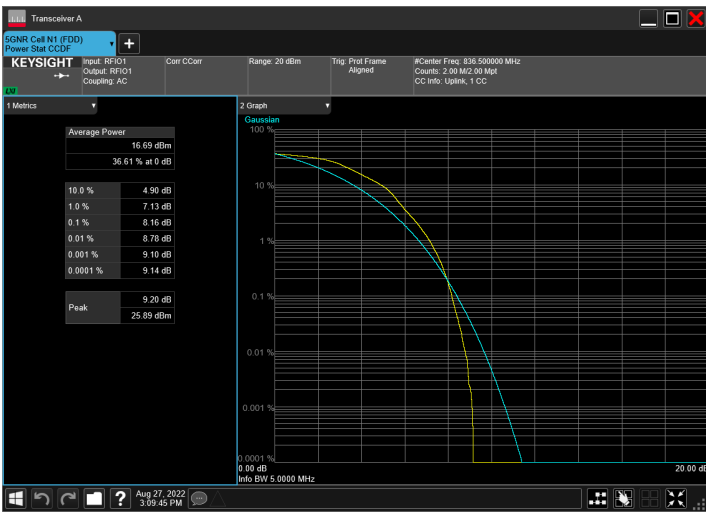 Transceiver A
5GNR Cell N1 (FDD)
Power Stat CCDF
+
KEYSIGHT
LXI
Input: RFIO1
Output: RFIO1
Coupling: AC
Corr CCorr
Range: 20 dBm
Trig: Prot Frame
Aligned
#Center Freq: 836.500000 MHz
Counts: 2.00 M/2.00 Mpt
CC Info: Uplink, 1 CC
1 Metrics
Average Power
16.69 dBm
36.61 % at 0 dB
10.0 % 4.90 dB
1.0 % 7.13 dB
0.1 % 8.16 dB
0.01 % 8.78 dB
0.001 % 9.10 dB
0.0001 % 9.14 dB
Peak
9.20 dB
25.89 dBm
2 Graph
Gaussian
100 %
10 %
1 %
0.1 %
0.01 %
0.001 %
0.0001 %
0.00 dB
20.00 dB
Info BW 5.0000 MHz
?
Aug 27, 2022
3:09:45 PM